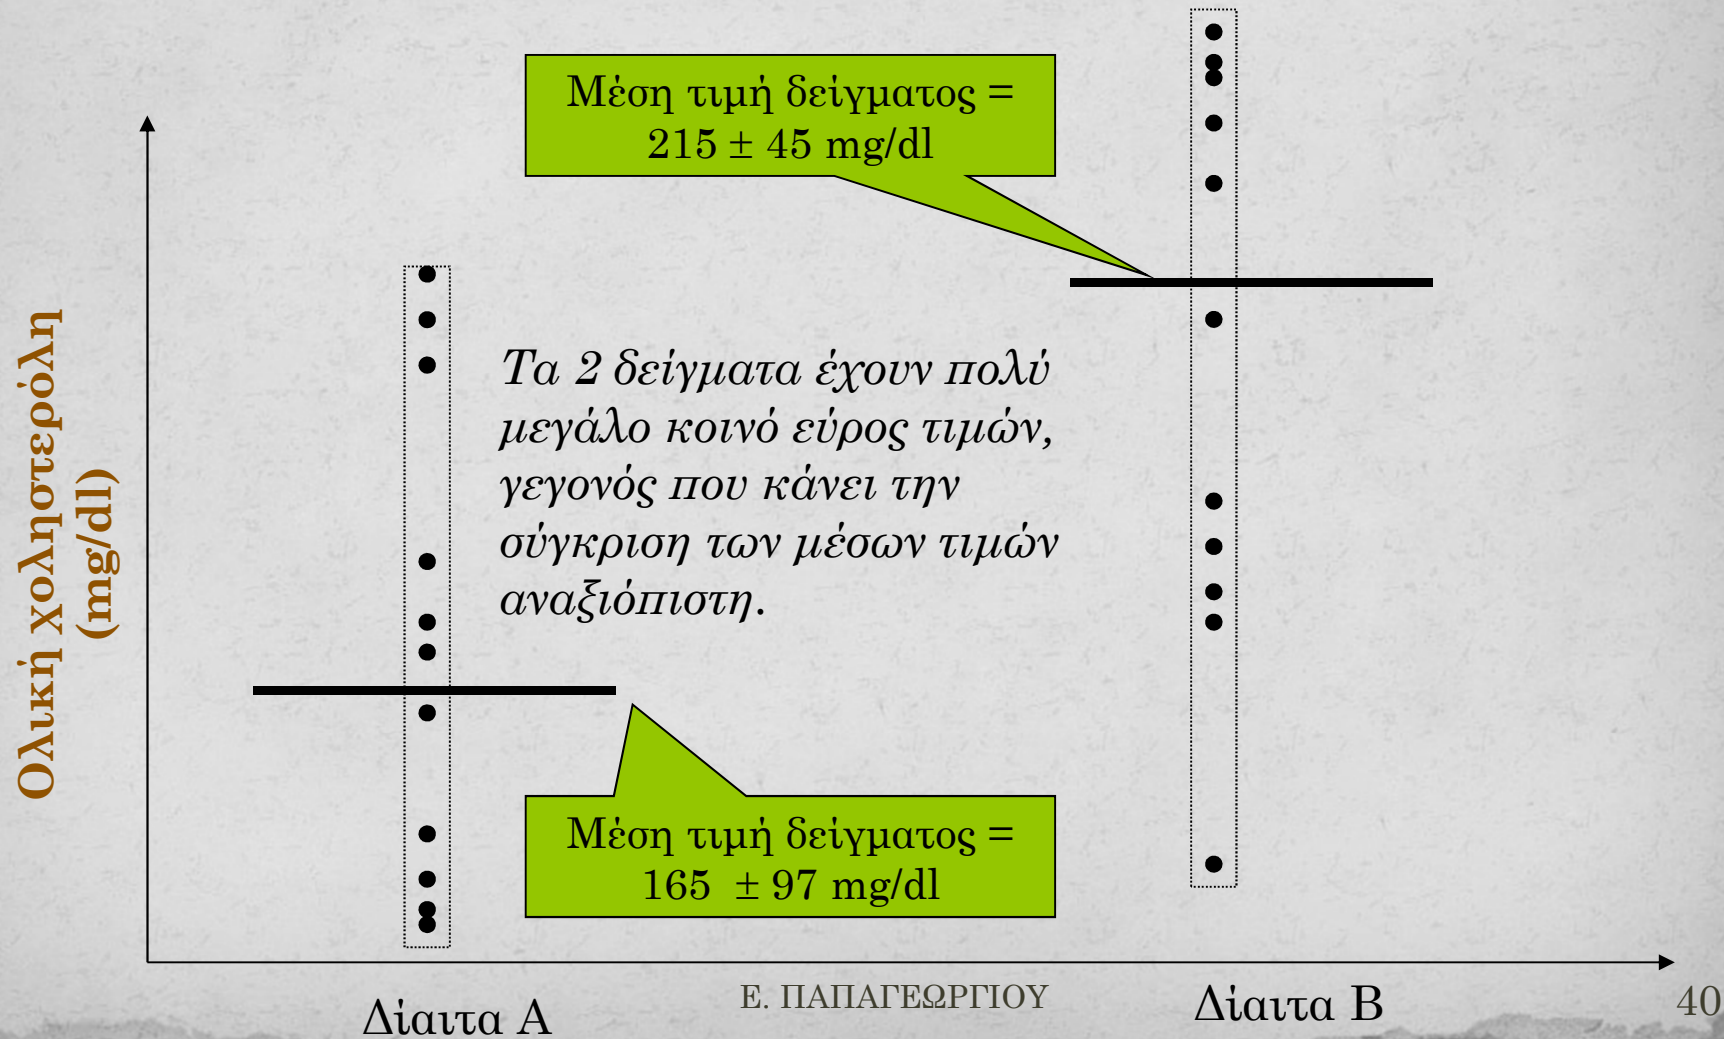 Μέση τιμή δείγματος =
215 ± 45 mg/dl
Ολική χοληστερόλη
(mg/dl)
Τα 2 δείγματα έχουν πολύ
μεγάλο κοινό εύρος τιμών,
γεγονός που κάνει την
σύγκριση των μέσων τιμών
αναξιόπιστη.
Μέση τιμή δείγματος =
165 ± 97 mg/dl
Δίαιτα Α
Ε. ΠΑΠΑΓΕΩΡΓΙΟΥ
Δίαιτα Β
40